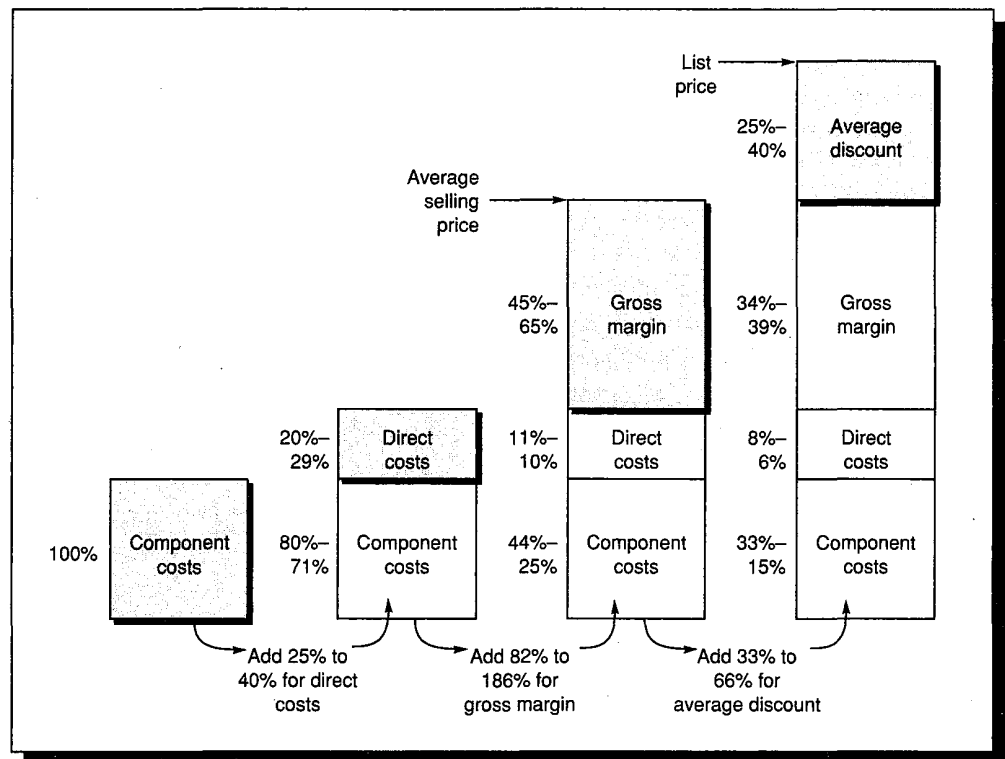 List
price
25%–
40%
Average
discount
Average
selling
price
45%–
65%
Gross
margin
34%–
39%
Gross
margin
20%–
29%
Direct
costs
11%–
10%
Direct
costs
8%–
6%
Direct
costs
100%
Component
costs
80%–
71%
Component
costs
44%–
25%
Component
costs
33%–
15%
Component
costs
Add 25% to
40% for direct
costs
Add 82% to
186% for
gross margin
Add 33% to
66% for
average discount